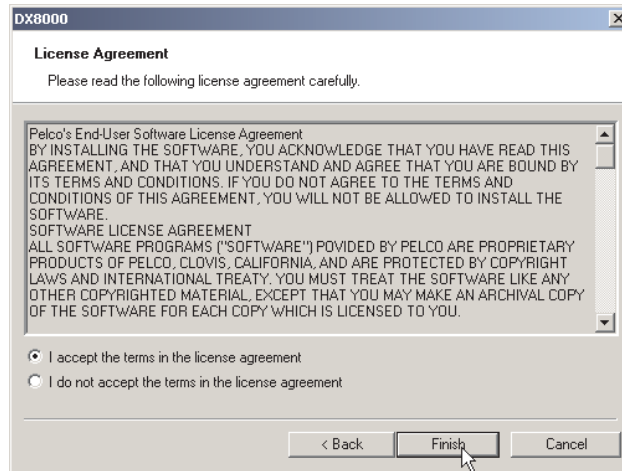 DX8000
License Agreement
Please read the following license agreement carefully.
Pelco's End-User Software License Agreement
BY INSTALLING THE SOFTWARE, YOU ACKNOWLEDGE THAT YOU HAVE READ THIS
AGREEMENT, AND THAT YOU UNDERSTAND AND AGREE THAT YOU ARE BOUND BY
ITS TERMS AND CONDITIONS. IF YOU DO NOT AGREE TO THE TERMS AND
CONDITIONS OF THIS AGREEMENT, YOU WILL NOT BE ALLOWED TO INSTALL THE
SOFTWARE.
SOFTWARE LICENSE AGREEMENT
ALL SOFTWARE PROGRAMS ("SOFTWARE") POVIDED BY PELCO ARE PROPRIETARY
PRODUCTS OF PELCO, CLOVIS, CALIFORNIA, AND ARE PROTECTED BY COPYRIGHT
LAWS AND INTERNATIONAL TREATY. YOU MUST TREAT THE SOFTWARE LIKE ANY
OTHER COPYRIGHTED MATERIAL, EXCEPT THAT YOU MAY MAKE AN ARCHIVAL COPY
OF THE SOFTWARE FOR EACH COPY WHICH IS LICENSED TO YOU.
I accept the terms in the license agreement
I do not accept the terms in the license agreement
< Back Finish Cancel